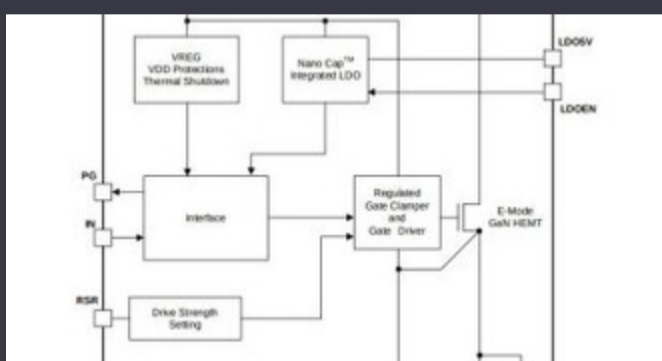 LDO5V
VREG
VDD Protections
Thermal Shutdown
Nano Cap™
Integrated LDO
LDOEN
PG
Regulated
Gate Clamper
and
Gate Driver
Interface
E-Mode
GaN HEMT
IN
RSR
Drive Strength
Setting